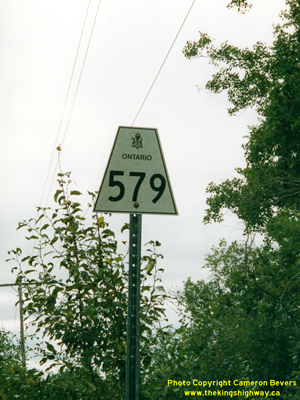 ONTARIO
579
Photo Copyright Cameron Bevers
www.thekingshighway.ca